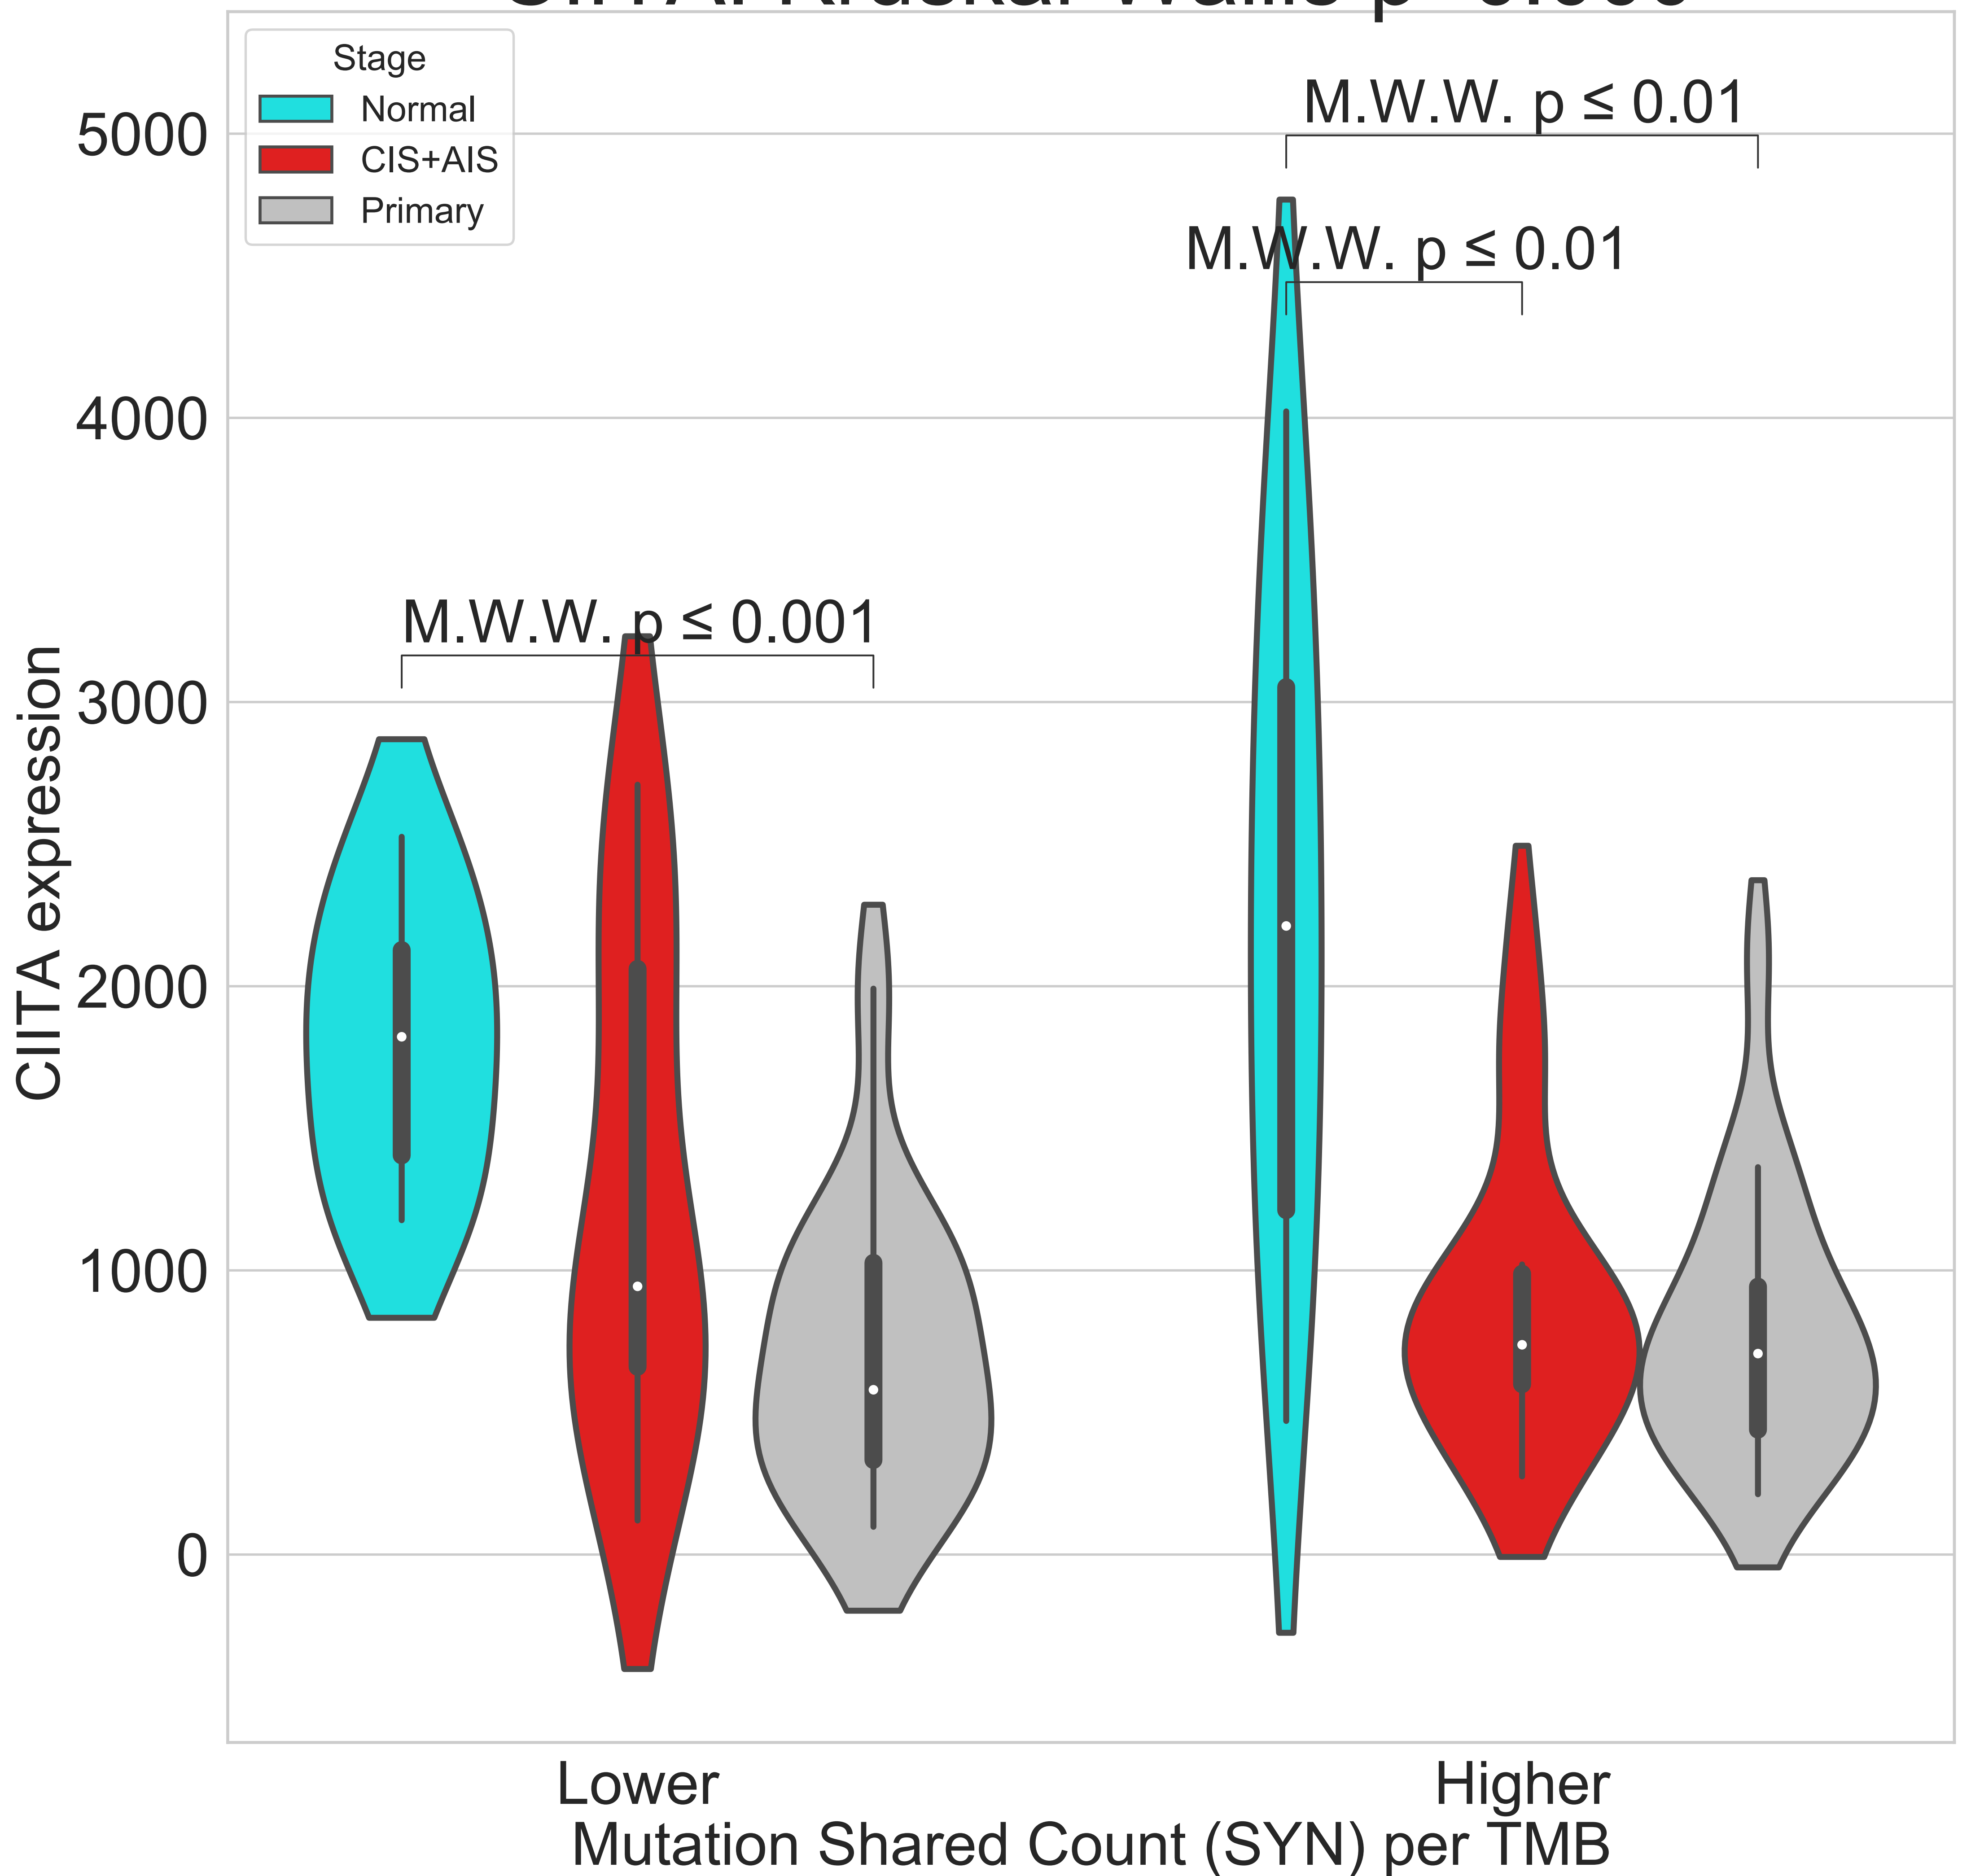 Stage
Normal
CIS+AIS
Primary
M.W.W. p ≤ 0.01
M.W.W. p ≤ 0.01
M.W.W. p ≤ 0.001
5000
4000
3000
2000
1000
0
CIITA expression
Lower
Higher
Mutation Shared Count (SYN) per TMB